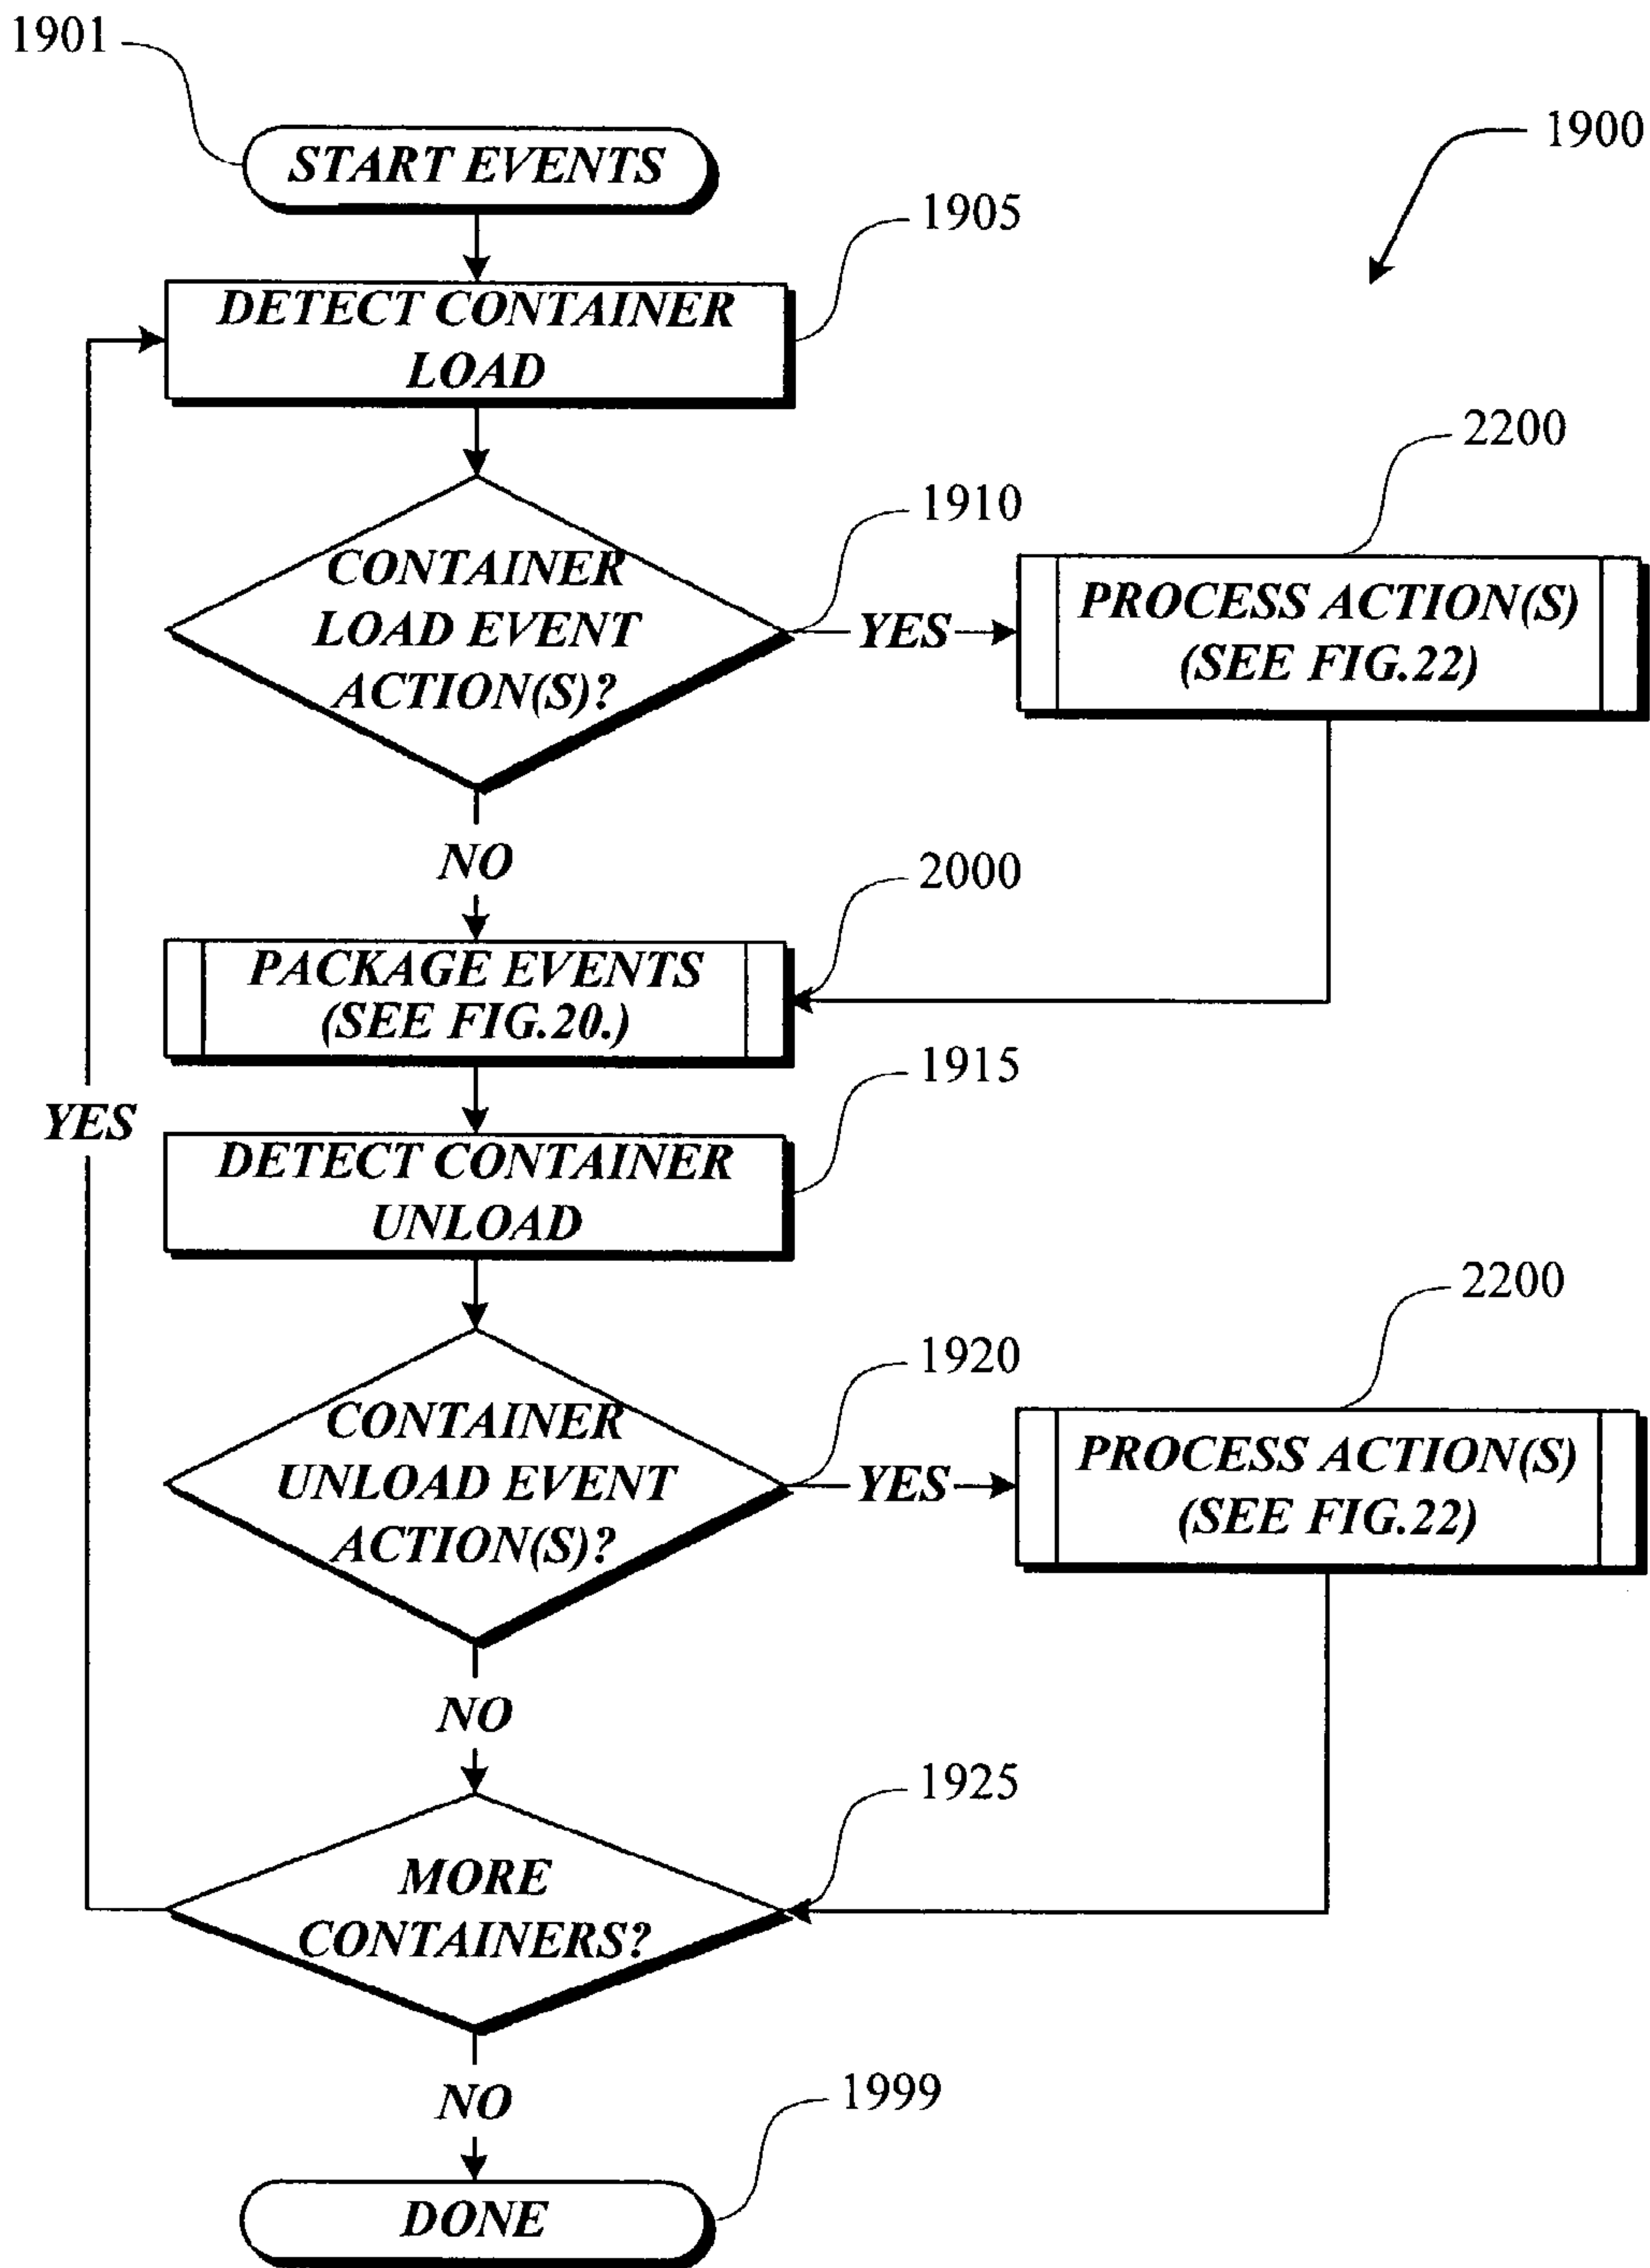 1901
START EVENTS
1900
1905
DETECT CONTAINER
LOAD
2200
1910
CONTAINER
LOAD EVENT
ACTION(S)?
YES
PROCESS ACTION(S)
(SEE FIG.22)
NO
2000
PACKAGE EVENTS
(SEE FIG.20.)
1915
YES
DETECT CONTAINER
UNLOAD
2200
1920
CONTAINER
UNLOAD EVENT
ACTION(S)?
YES
PROCESS ACTION(S)
(SEE FIG.22)
NO
1925
MORE
CONTAINERS?
NO
1999
DONE